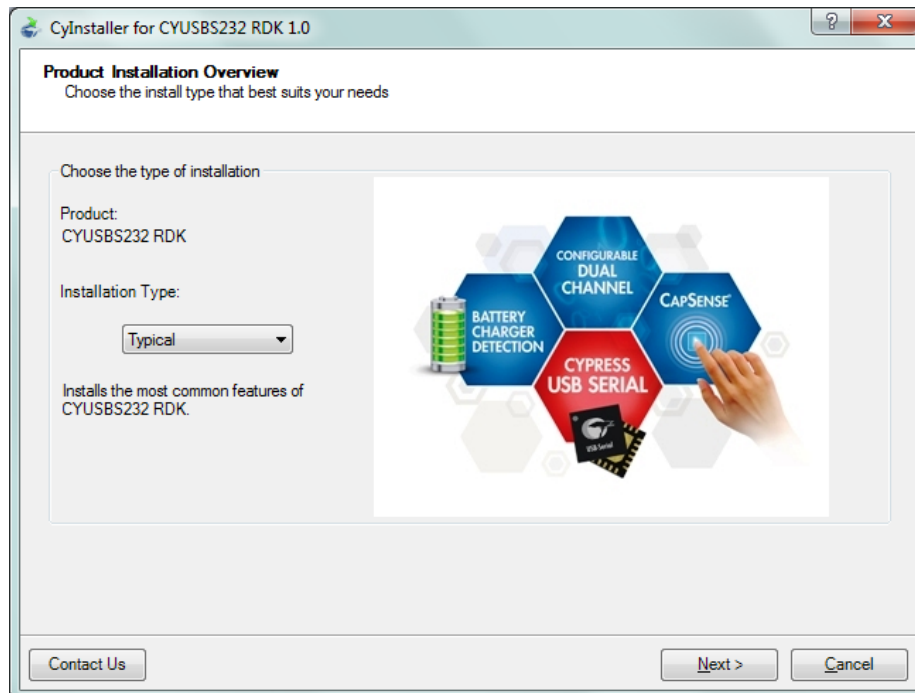 CyInstaller for CYUSBS232 RDK 1.0
?
X
Product Installation Overview
Choose the install type that best suits your needs
Choose the type of installation
Product:
CYUSBS232 RDK
Installation Type:
Typical
Installs the most common features of
CYUSBS232 RDK.
CONFIGURABLE
DUAL
CHANNEL
BATTERY
CHARGER
DETECTION
CAPSENSE®
CYPRESS
USB SERIAL
USB Serial
Contact Us
Next >
Cancel